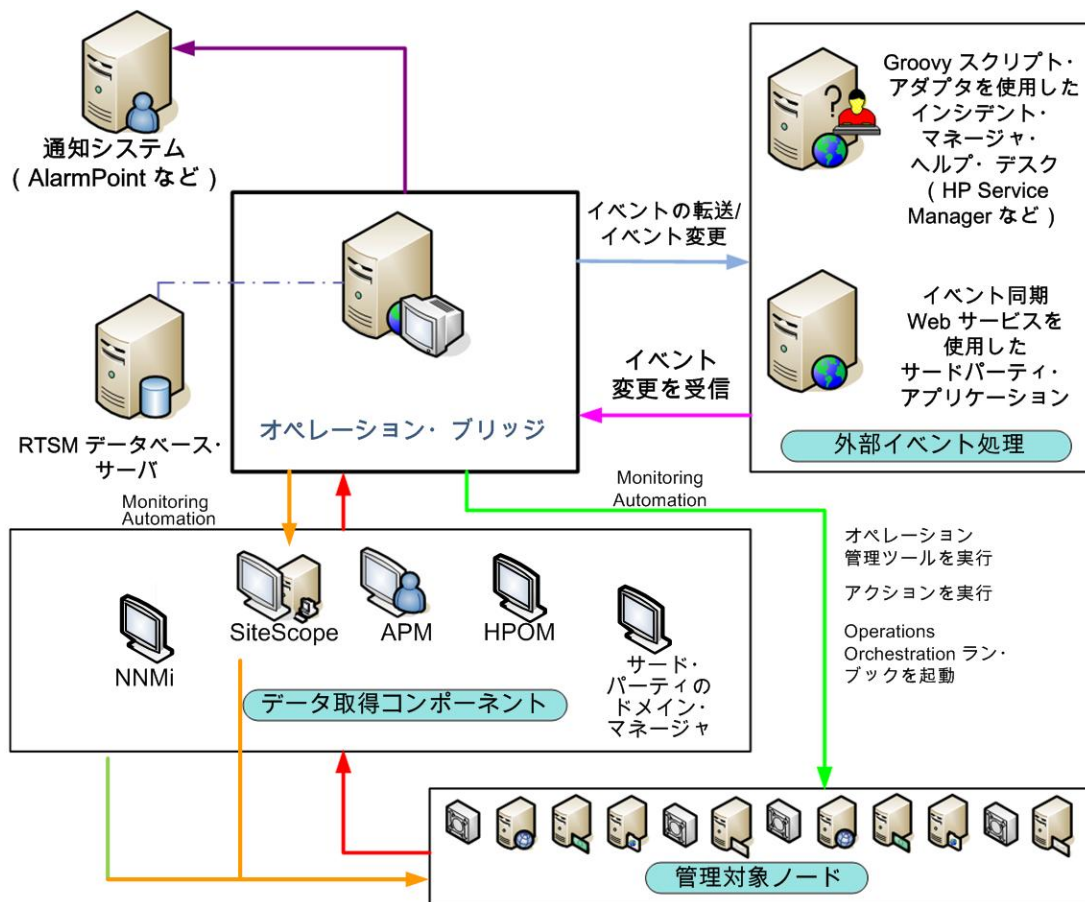 通知システム
( AlarmPoint など )
Groovy スクリプト・
アダプタを使用した
インシデント・
マネージャ・
ヘルプ・デスク
( HP Service
Manager など )
イベントの転送/
イベント変更
イベント同期
Web サービスを
使用した
サードパーティ・
アプリケーション
イベント
変更を受信
外部イベント処理
オペレーション・ブリッジ
RTSM データベース・
サーバ
Monitoring
Automation
Monitoring
Automation
オペレーション
管理ツールを実行
アクションを実行
Operations
Orchestration ラン・
ブックを起動
NNMi
SiteScope
APM
HPOM
サード・
パーティの
ドメイン・
マネージャ
データ取得コンポーネント
管理対象ノード